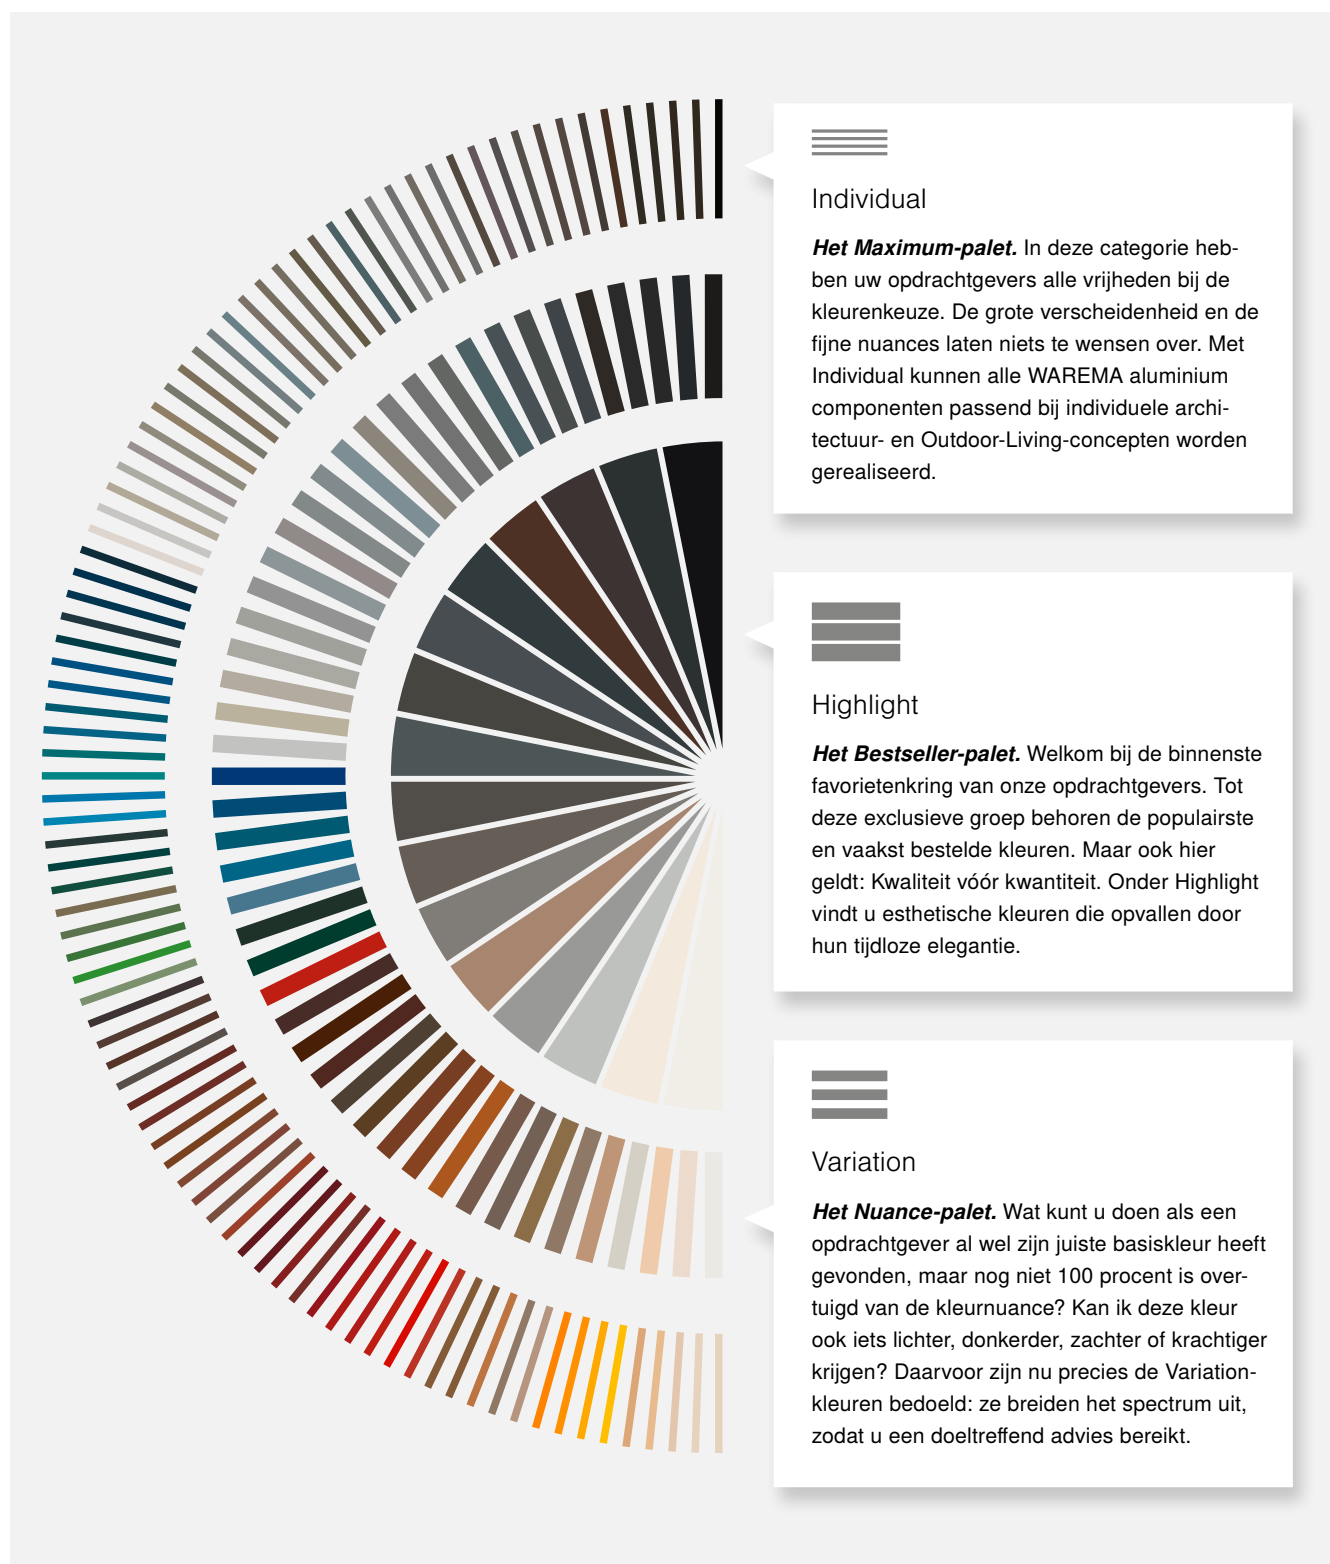 Individual
Het Maximum-palet. In deze categorie heb-
ben uw opdrachtgevers alle vrijheden bij de
kleurenkeuze. De grote verscheidenheid en de
fijne nuances laten niets te wensen over. Met
Individual kunnen alle WAREMA aluminium
componenten passend bij individuele archi-
tectuur- en Outdoor-Living-concepten worden
gerealiseerd.
Highlight
Het Bestseller-palet. Welkom bij de binnenste
favorietenkring van onze opdrachtgevers. Tot
deze exclusieve groep behoren de populairste
en vaakst bestelde kleuren. Maar ook hier
geldt: Kwaliteit vóór kwantiteit. Onder Highlight
vindt u esthetische kleuren die opvallen door
hun tijdloze elegantie.
Variation
Het Nuance-palet. Wat kunt u doen als een
opdrachtgever al wel zijn juiste basiskleur heeft
gevonden, maar nog niet 100 procent is over-
tuigd van de kleurnuance? Kan ik deze kleur
ook iets lichter, donkerder, zachter of krachtiger
krijgen? Daarvoor zijn nu precies de Variation-
kleuren bedoeld: ze breiden het spectrum uit,
zodat u een doeltreffend advies bereikt.